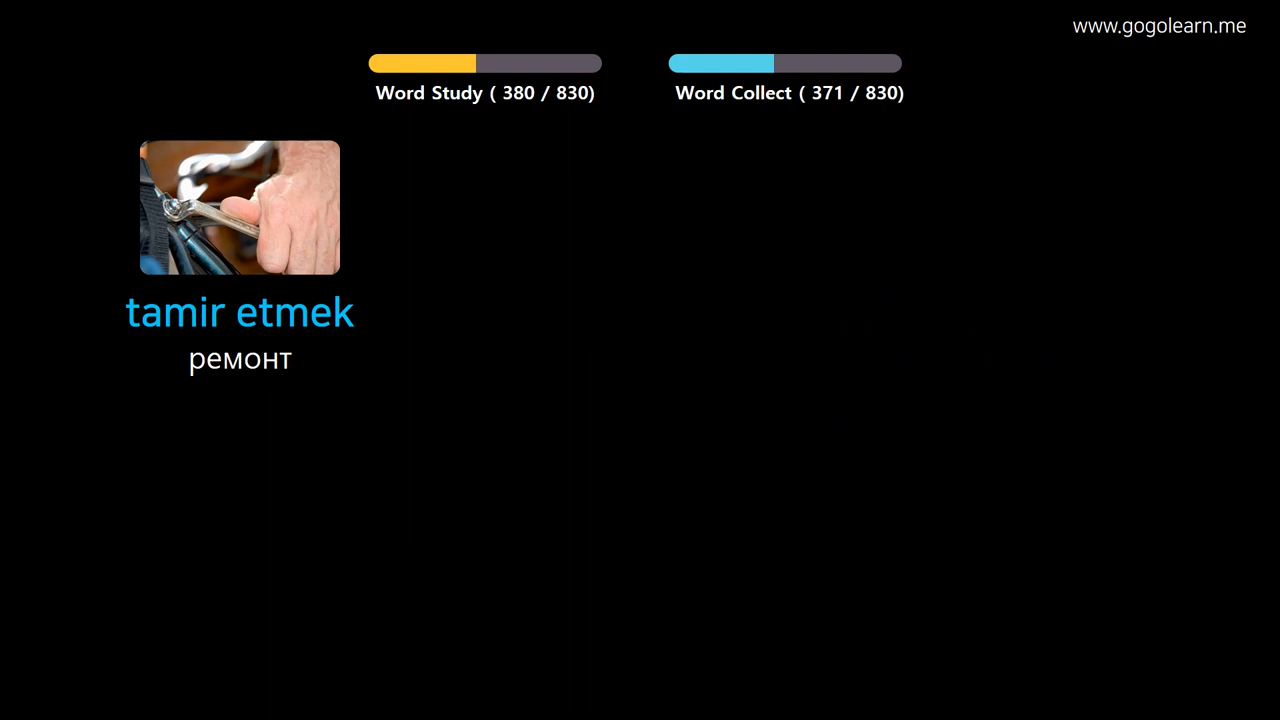 www.gogolearn.me
Word Study ( 380 / 830)
Word Collect ( 371 / 830)
tamir etmek
ремонт